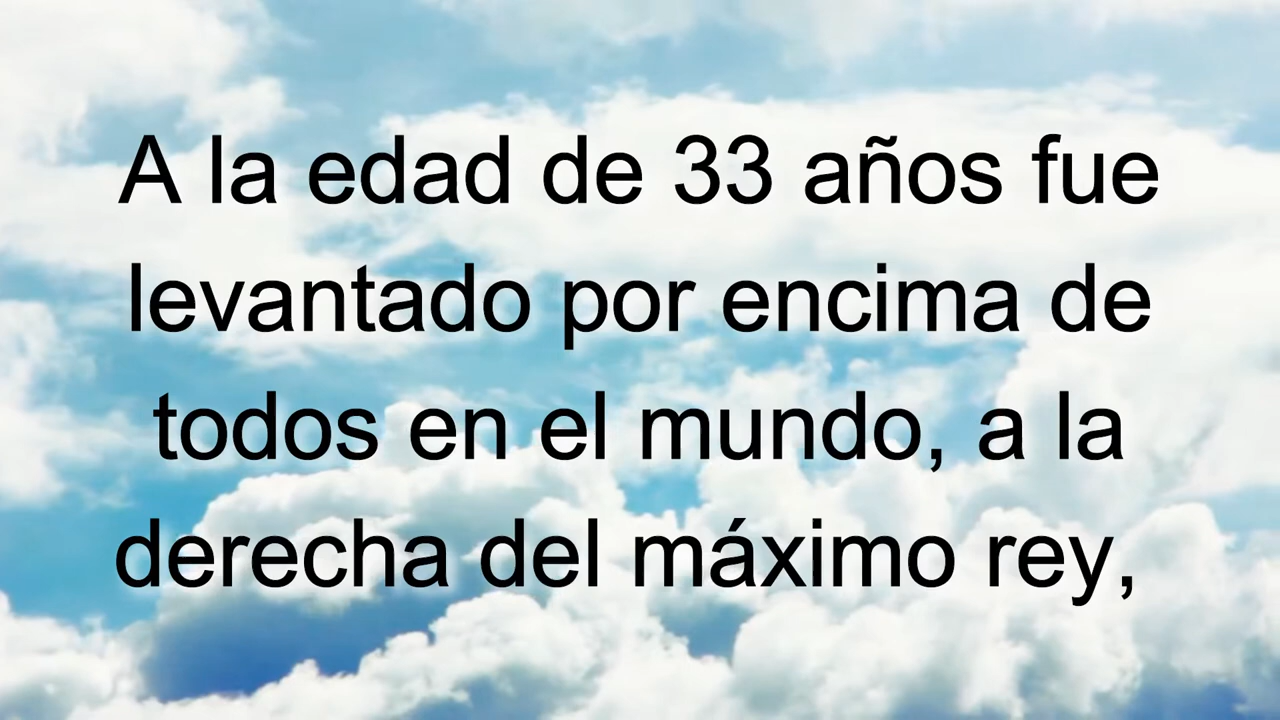 A la edad de 33 años fue
levantado por encima de
todos en el mundo, a la
derecha del máximo rey,